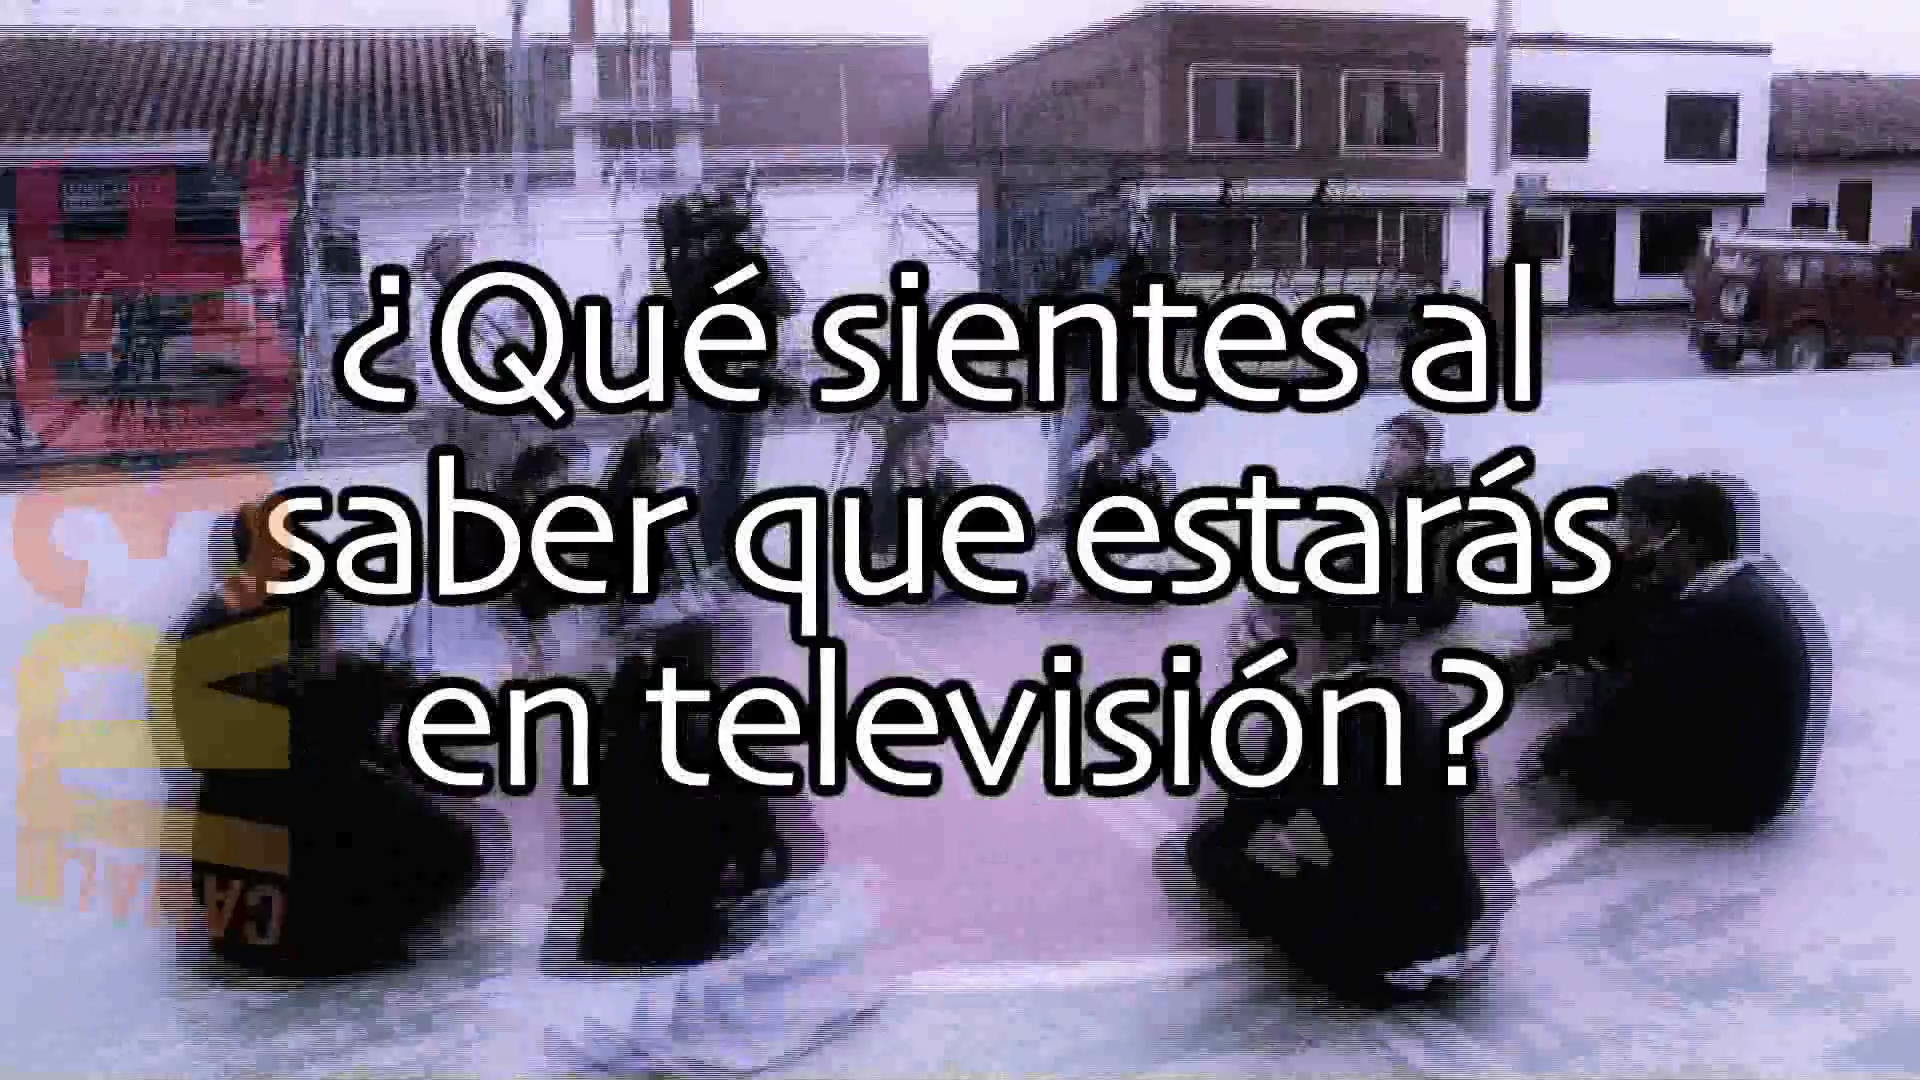 ¿Qué sientes al
saber que estarás
en televisión?